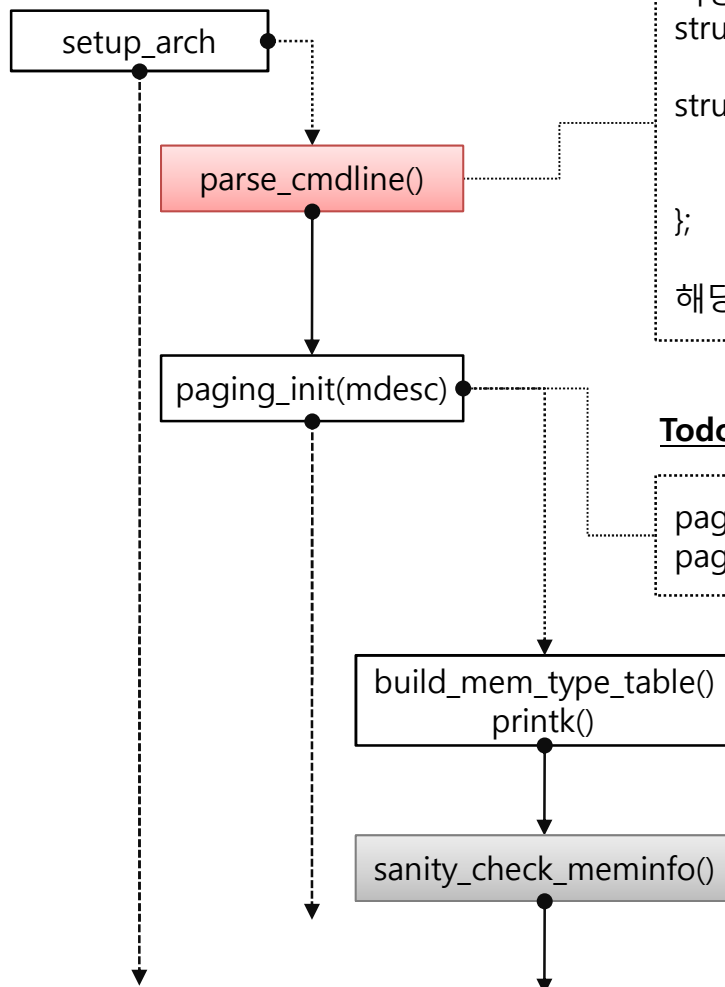 setup_arch
stru
parse_cmdline()
stru
};
해당
paging_init(mdesc)
Todo
pag
pag
build_mem_type_table()
printk()
sanity_check_meminfo()